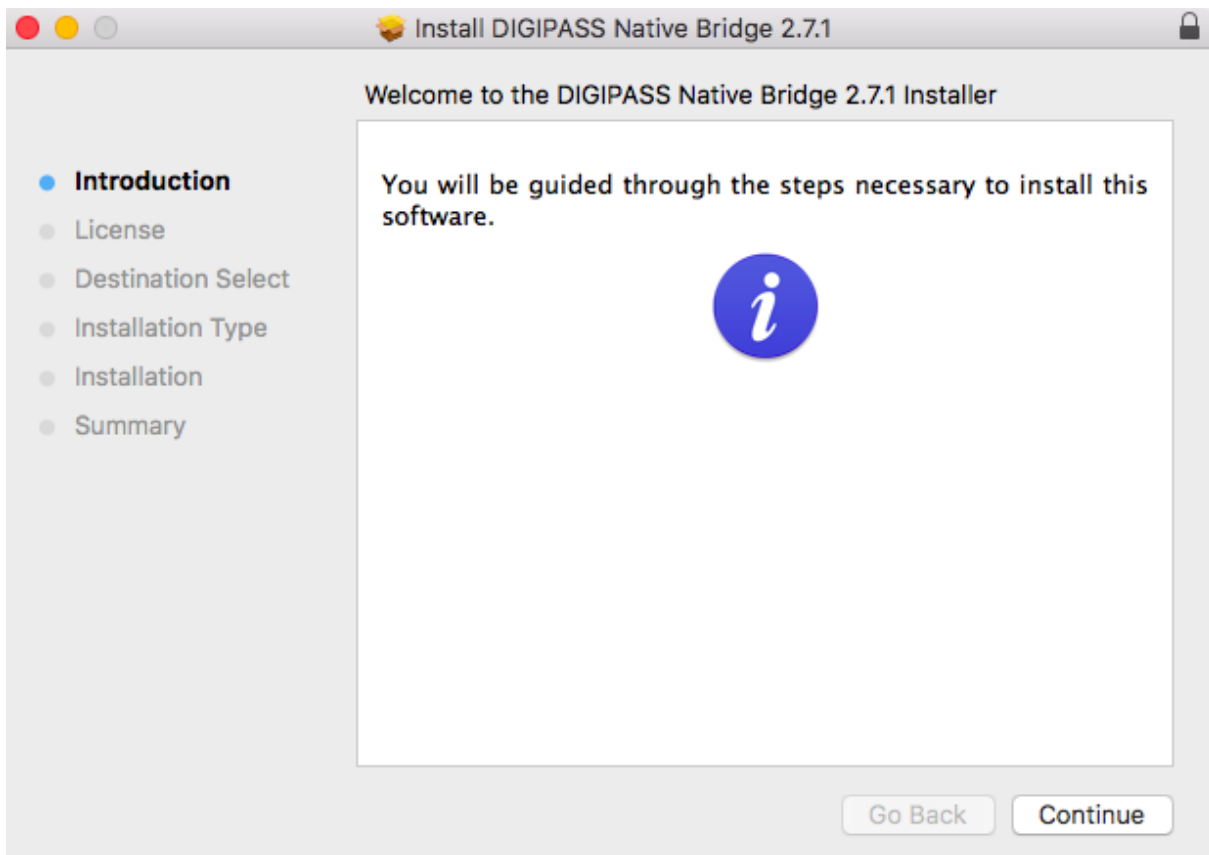 Install DIGIPASS Native Bridge 2.7.1
Welcome to the DIGIPASS Native Bridge 2.7.1 Installer
Introduction
License
Destination Select
Installation Type
Installation
Summary
You will be guided through the steps necessary to install this
software.
Go Back
Continue